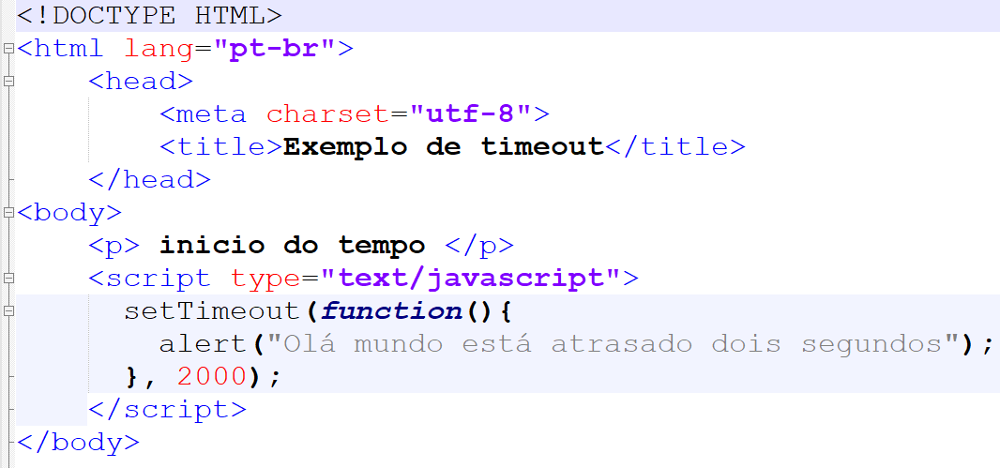 <!DOCTYPE HTML>
<html lang="pt-br">
<head>
<meta charset="utf-8">
<title>Exemplo de timeout</title>
</head>
<body>
<p> inicio do tempo </p>
<script type="text/javascript">
setTimeout(function(){
alert("Olá mundo está atrasado dois segundos");
}, 2000);
</script>
</body>